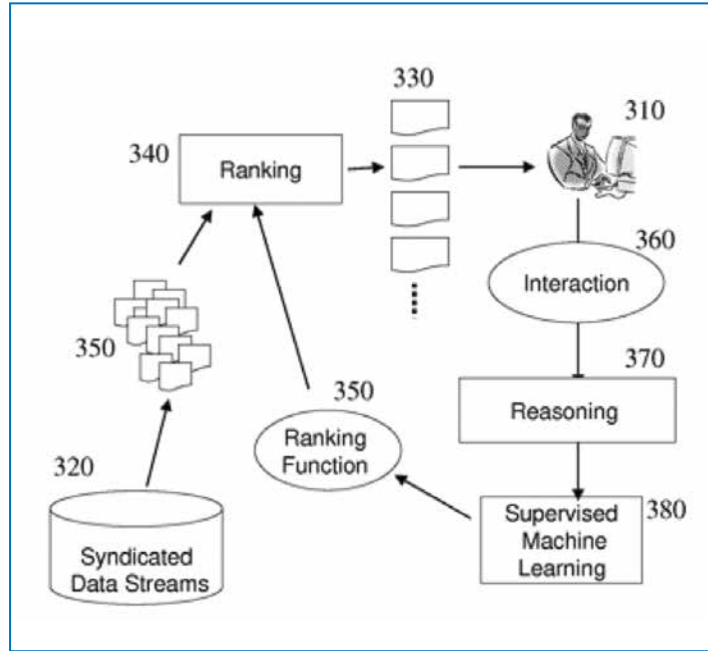 330
310
340
Ranking
360
Interaction
350
370
350
Reasoning
Ranking
Function
320
380
Supervised
Machine
Learning
Syndicated
Data Streams